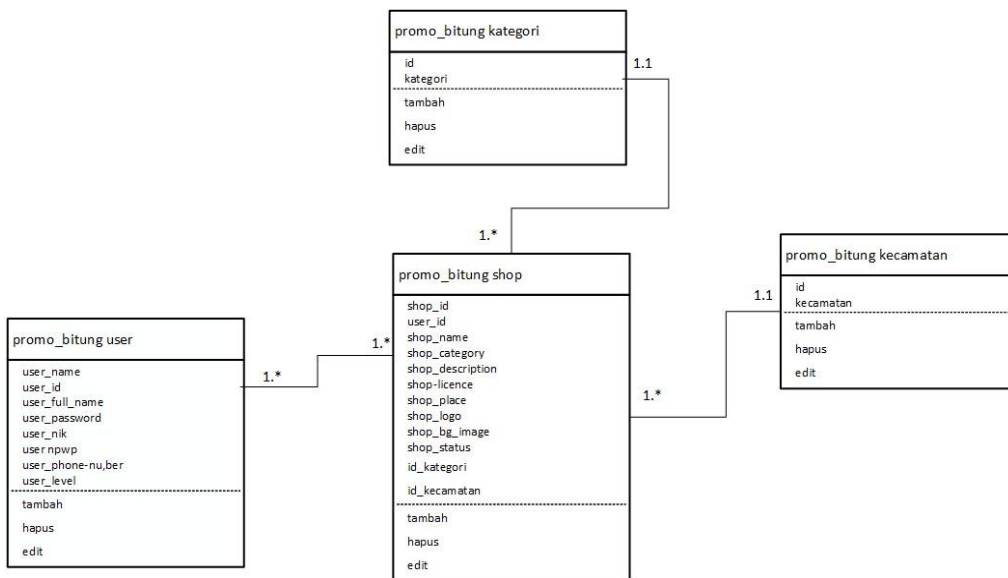 promo_bitung kategori
id
kategori
tambah
hapus
edit
1.1
1.*
promo_bitung kecamatan
id
kecamatan
tambah
hapus
edit
1.1
1.*
promo_bitung shop
shop_id
user_id
shop_name
shop_category
shop_description
shop-licence
shop_place
shop_logo
shop_bg_image
shop_status
id_kategori
id_kecamatan
tambah
hapus
edit
1.*
1.*
promo_bitung user
user_name
user_id
user_full_name
user_password
user_nik
user npwp
user_phone-nu,ber
user_level
tambah
hapus
edit